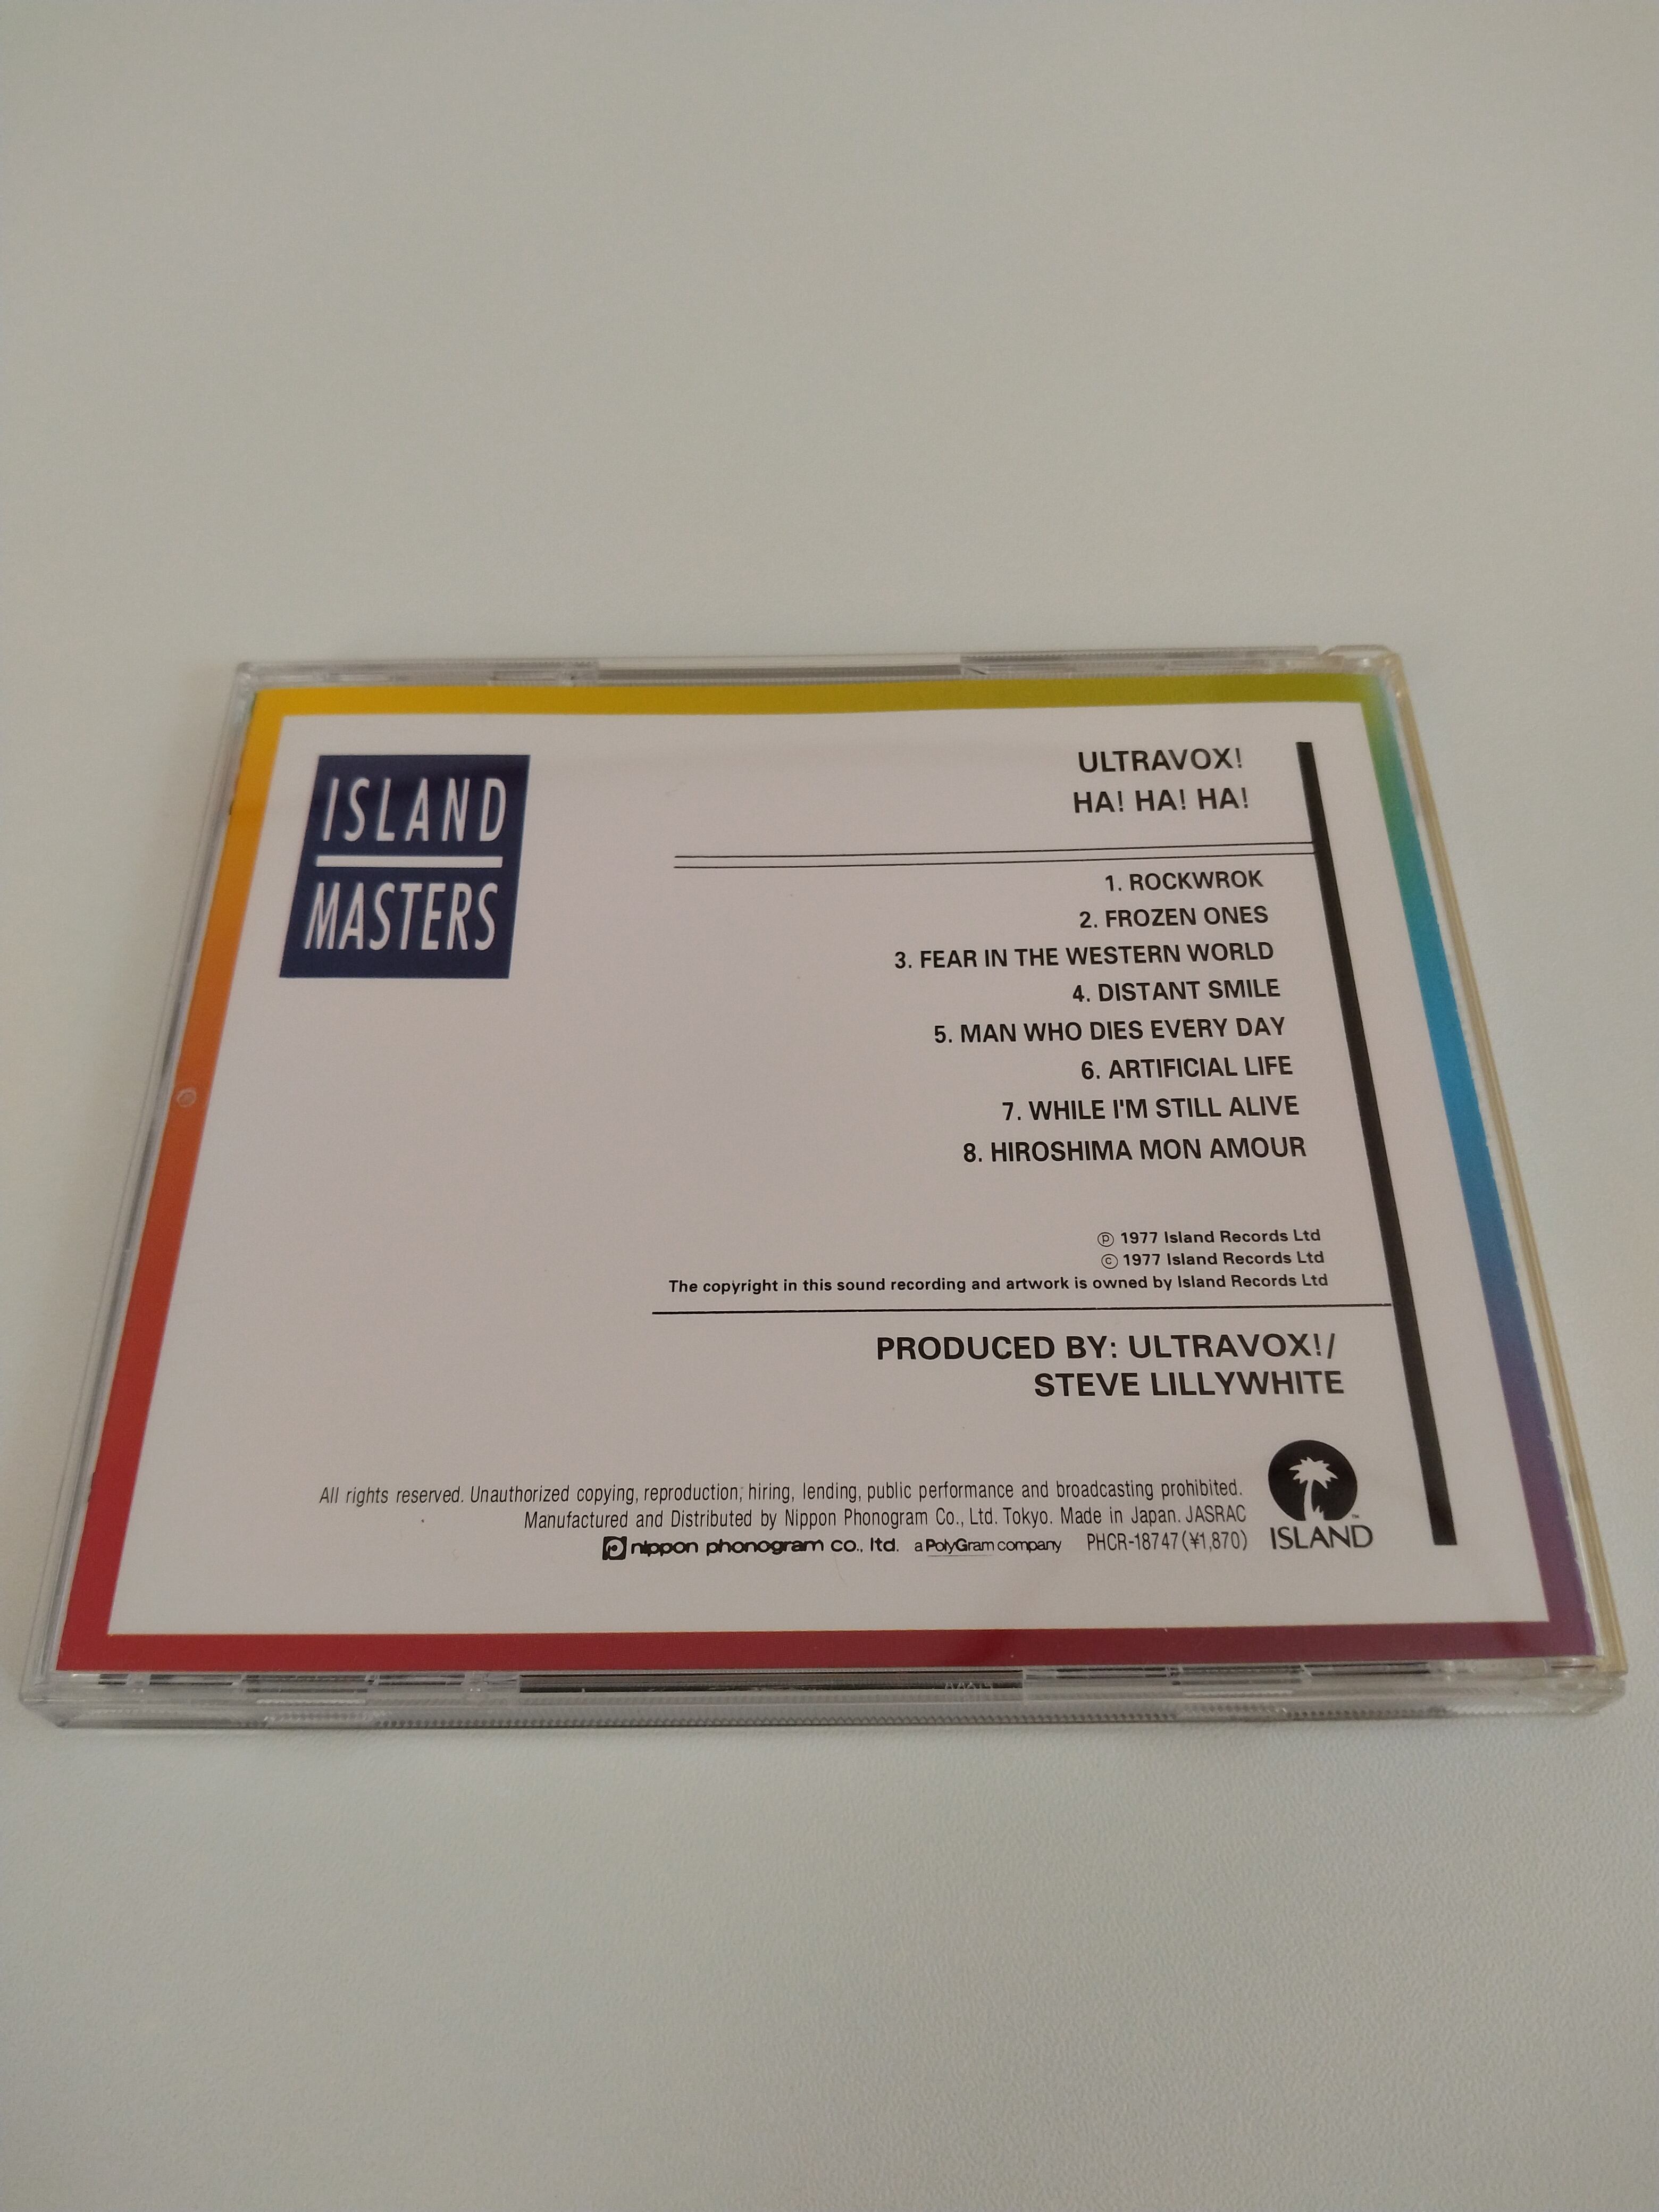 ISLAND
MASTERS
ULTRAVOX!
HA! HA! HA!
1. ROCKWROK
2. FROZEN ONES
3. FEAR IN THE WESTERN WORLD
4. DISTANT SMILE
5. MAN WHO DIES EVERY DAY
6. ARTIFICIAL LIFE
7. WHILE I'M STILL ALIVE
8. HIROSHIMA MON AMOUR
℗ 1977 Island Records Ltd
© 1977 Island Records Ltd
The copyright in this sound recording and artwork is owned by Island Records Ltd
PRODUCED BY: ULTRAVOX!/
STEVE LILLYWHITE
All rights reserved. Unauthorized copying, reproduction, hiring, lending, public performance and broadcasting prohibited.
Manufactured and Distributed by Nippon Phonogram Co., Ltd. Tokyo. Made in Japan. JASRAC
nippon phonogram co., ltd. a PolyGram company PHCR-18747(¥1,870)
ISLAND